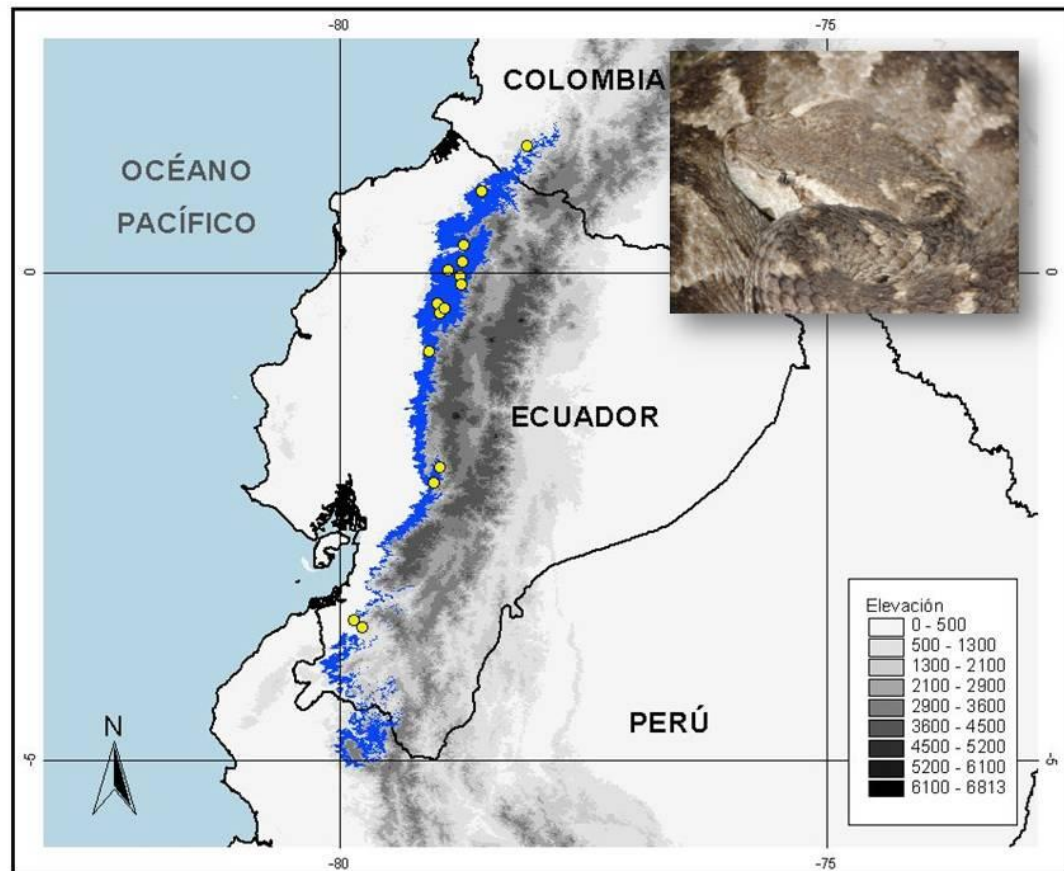 -80
-75
COLOMBIA
OCÉANO
PACÍFICO
0
0
ECUADOR
Elevación
0 - 500
500 - 1300
1300 - 2100
2100 - 2900
2900 - 3600
3600 - 4500
4500 - 5200
5200 - 6100
6100 - 6813
PERÚ
N
-5
-5
-80
-75